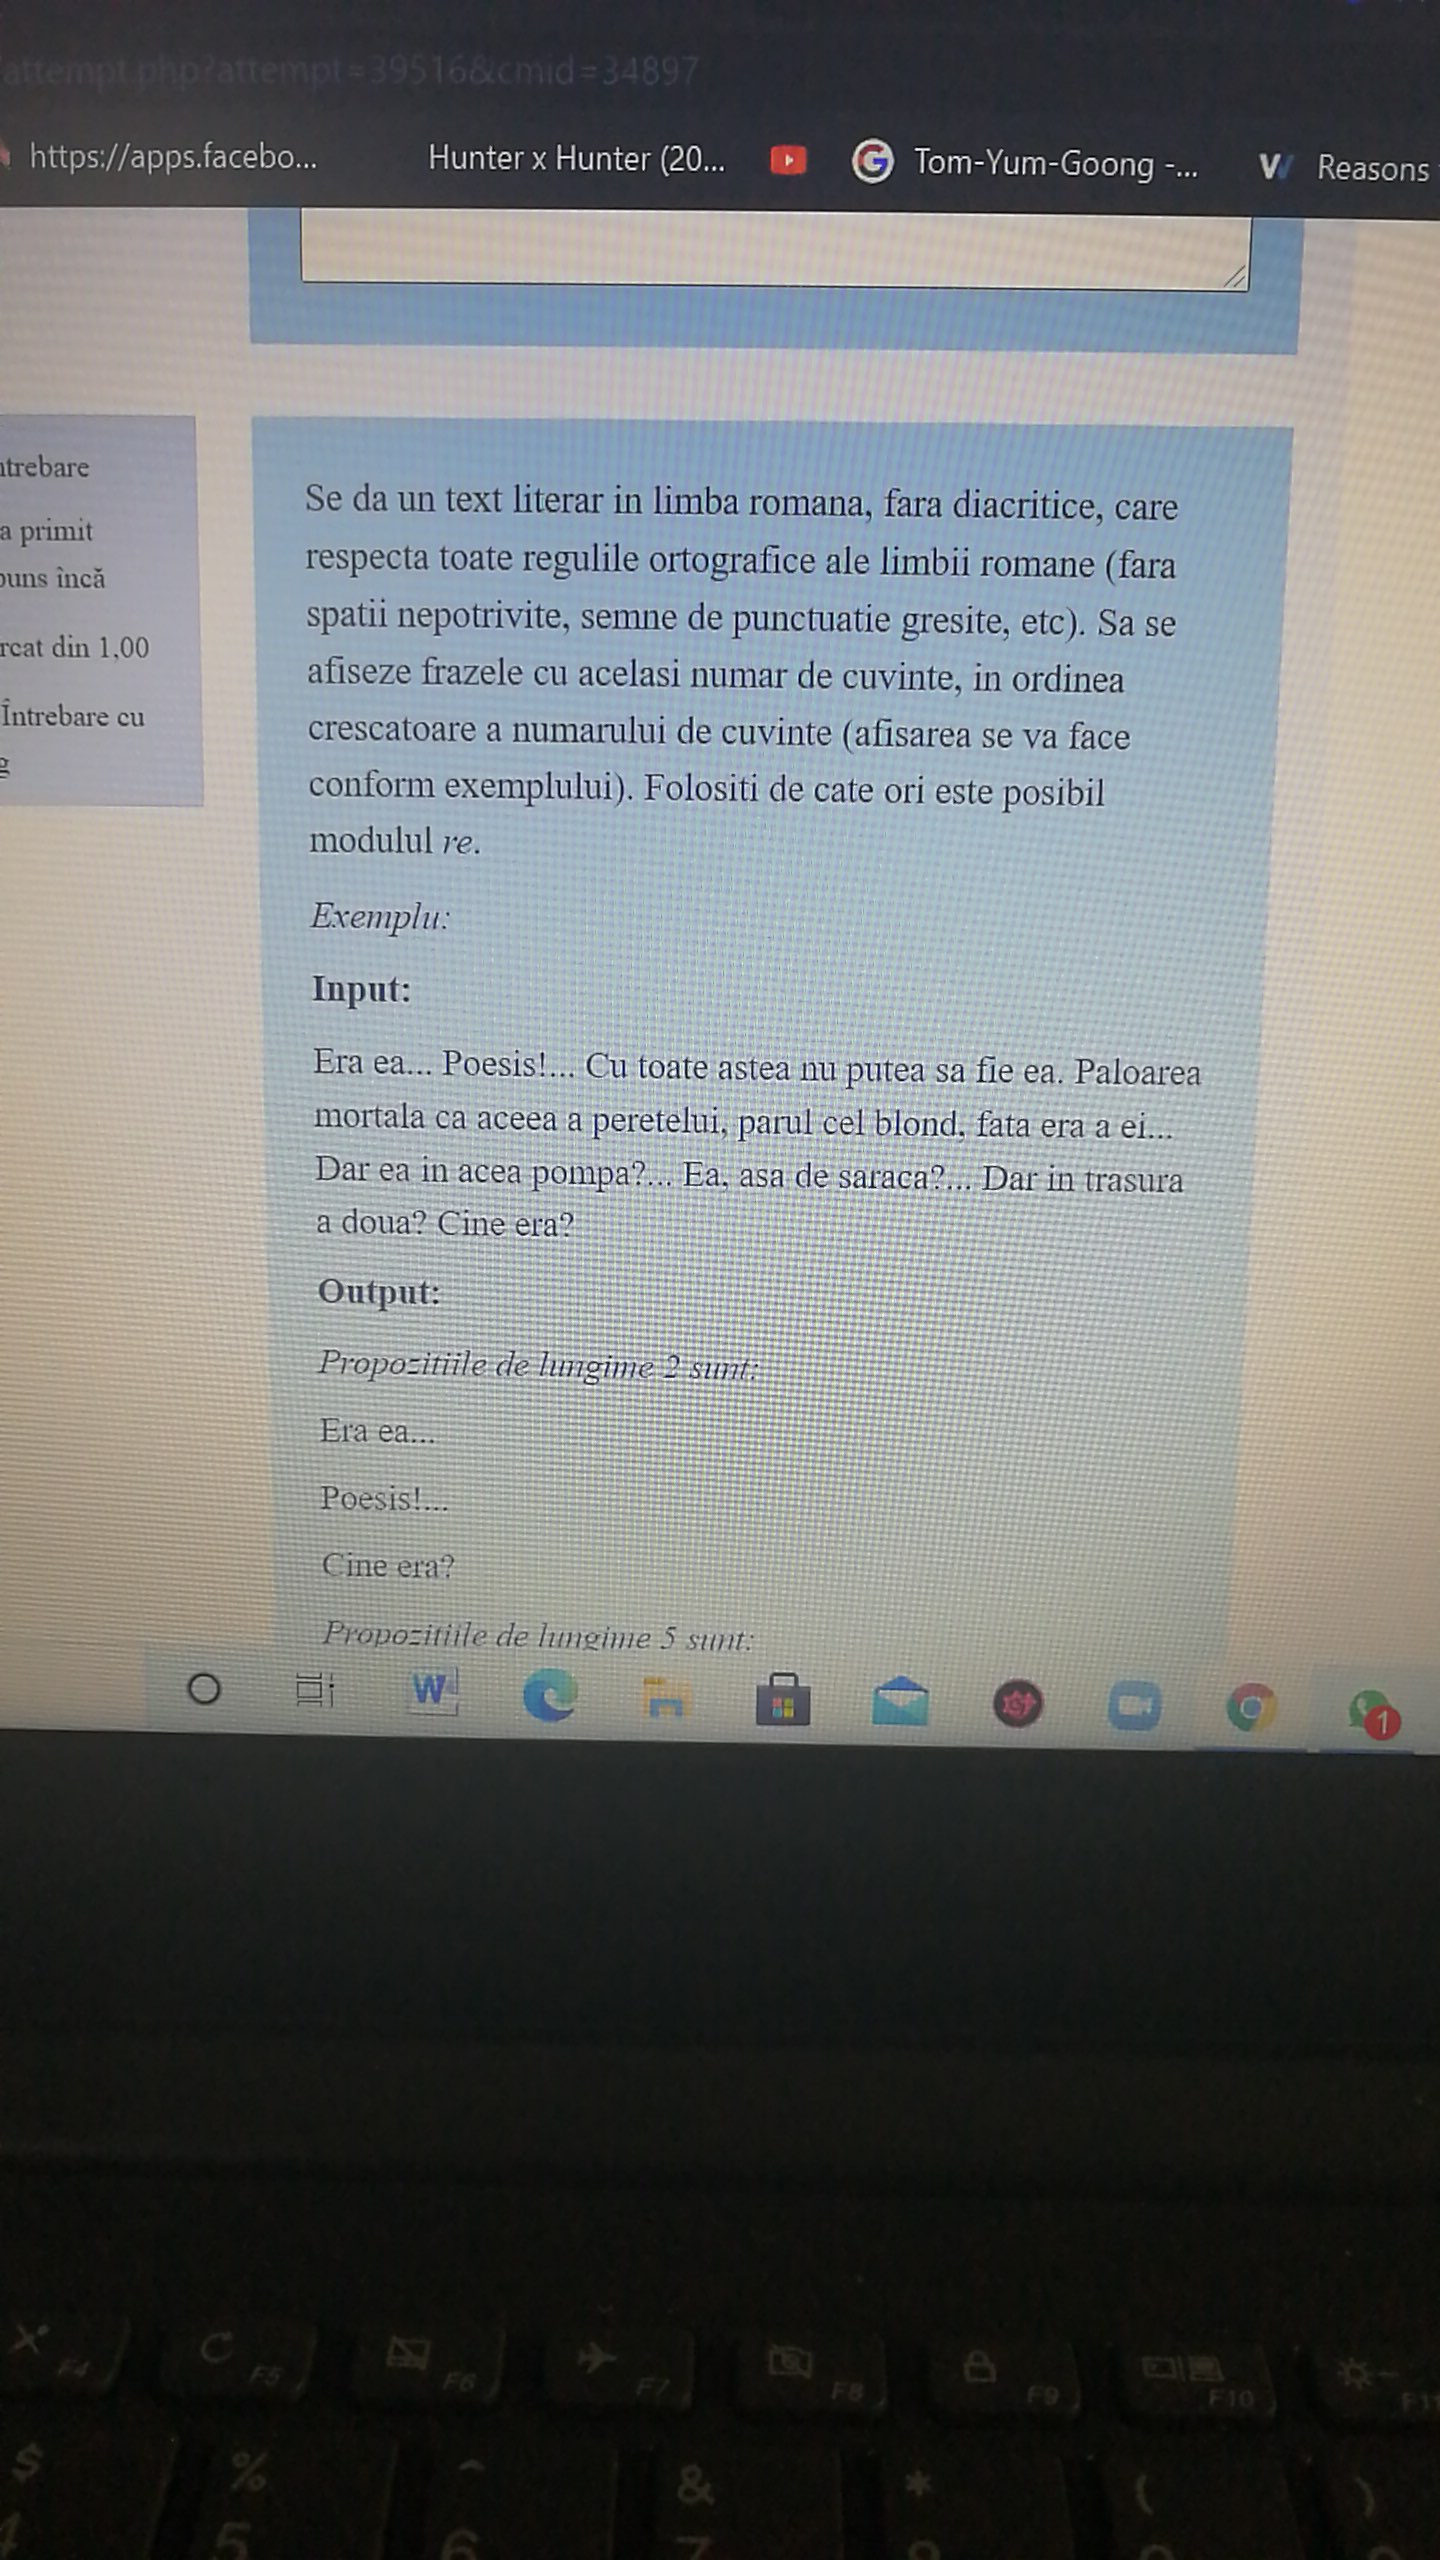 attempt.php?attempt=39516&cmid=34897
https://apps.facebo... Hunter x Hunter (20... Tom-Yum-Goong -... Reasons
ntrebare
a primit
ouns încă
rcat din 1,00
Întrebare cu
g
Se da un text literar in limba romana, fara diacritice, care
respecta toate regulile ortografice ale limbii romane (fara
spatii nepotrivite, semne de punctuatie gresite, etc). Sa se
afiseze frazele cu acelasi numar de cuvinte, in ordinea
crescatoare a numarului de cuvinte (afisarea se va face
conform exemplului). Folositi de cate ori este posibil
modulul re.
Exemplu:
Input:
Era ea... Poesis!... Cu toate astea nu putea sa fie ea. Paloarea
mortala ca aceea a peretelui, parul cel blond, fata era a ei...
Dar ea in acea pompa?... Ea, asa de saraca?... Dar in trasura
a doua? Cine era?
Output:
Propozitiile de lungime 2 sunt:
Era ea...
Poesis!...
Cine era?
Propozitiile de lungime 5 sunt:
W
1
F4 F5 F6 F7 F8 F9 F10 F11
$ % ^ & * ( )
4 5 6 7